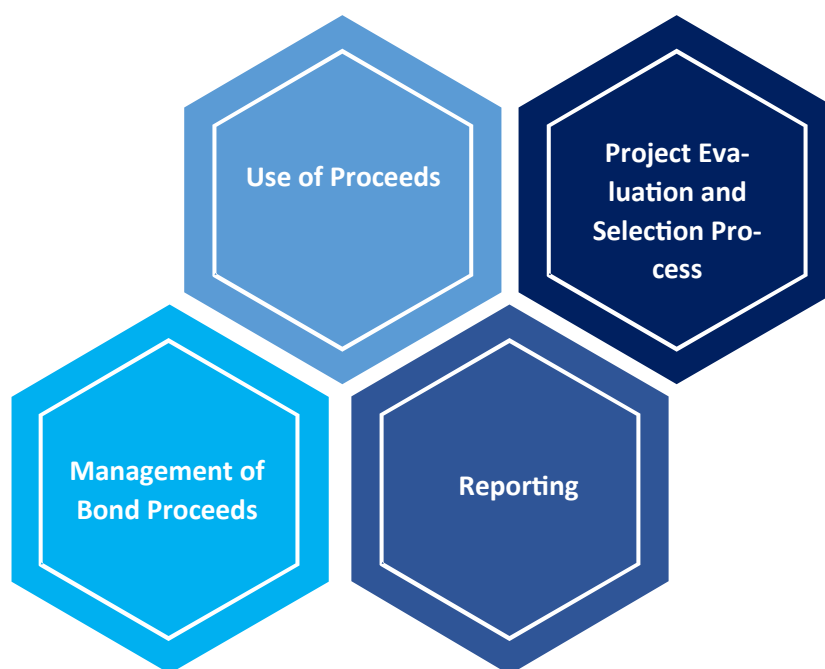 Use of Proceeds
Project Eva-
luation and
Selection Pro-
cess
Management of
Bond Proceeds
Reporting